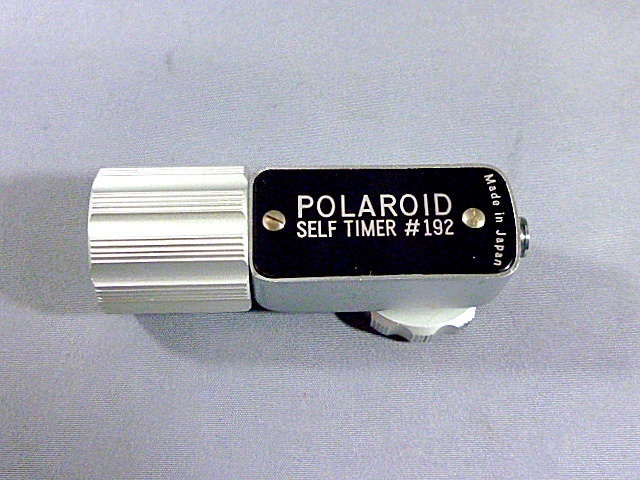 POLAROID
SELF TIMER #192
Made in Japan